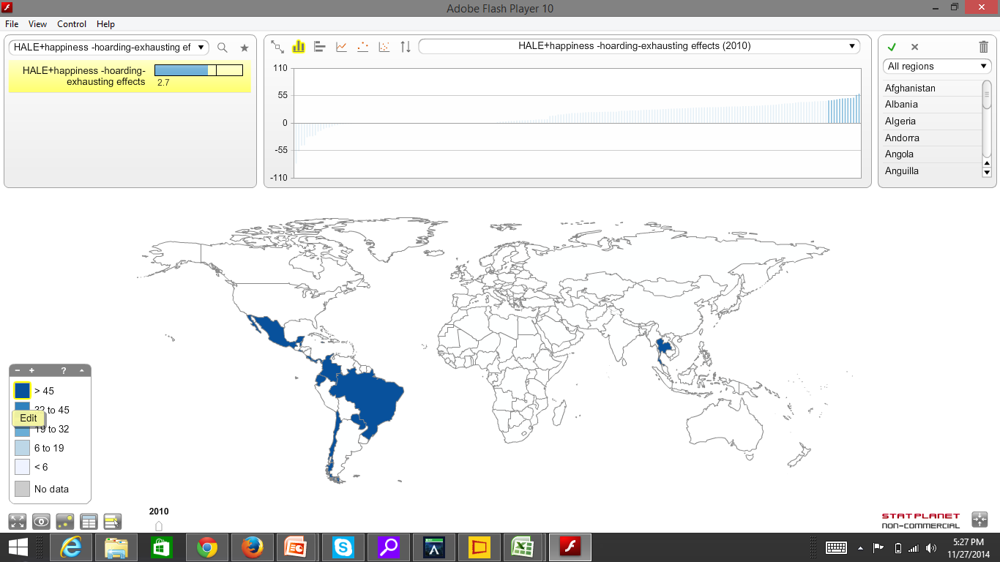 Adobe Flash Player 10
File View Control Help
HALE+happiness -hoarding-exhausting ef
HALE+happiness -hoarding-
exhausting effects
2.7
HALE+happiness -hoarding-exhausting effects (2010)
110
55
0
-55
-110
All regions
Afghanistan
Albania
Algeria
Andorra
Angola
Anguilla
− + ?
> 45
32 to 45
Edit
19 to 32
6 to 19
< 6
No data
2010
STATPLANET
NON-COMMERCIAL
5:27 PM
11/27/2014